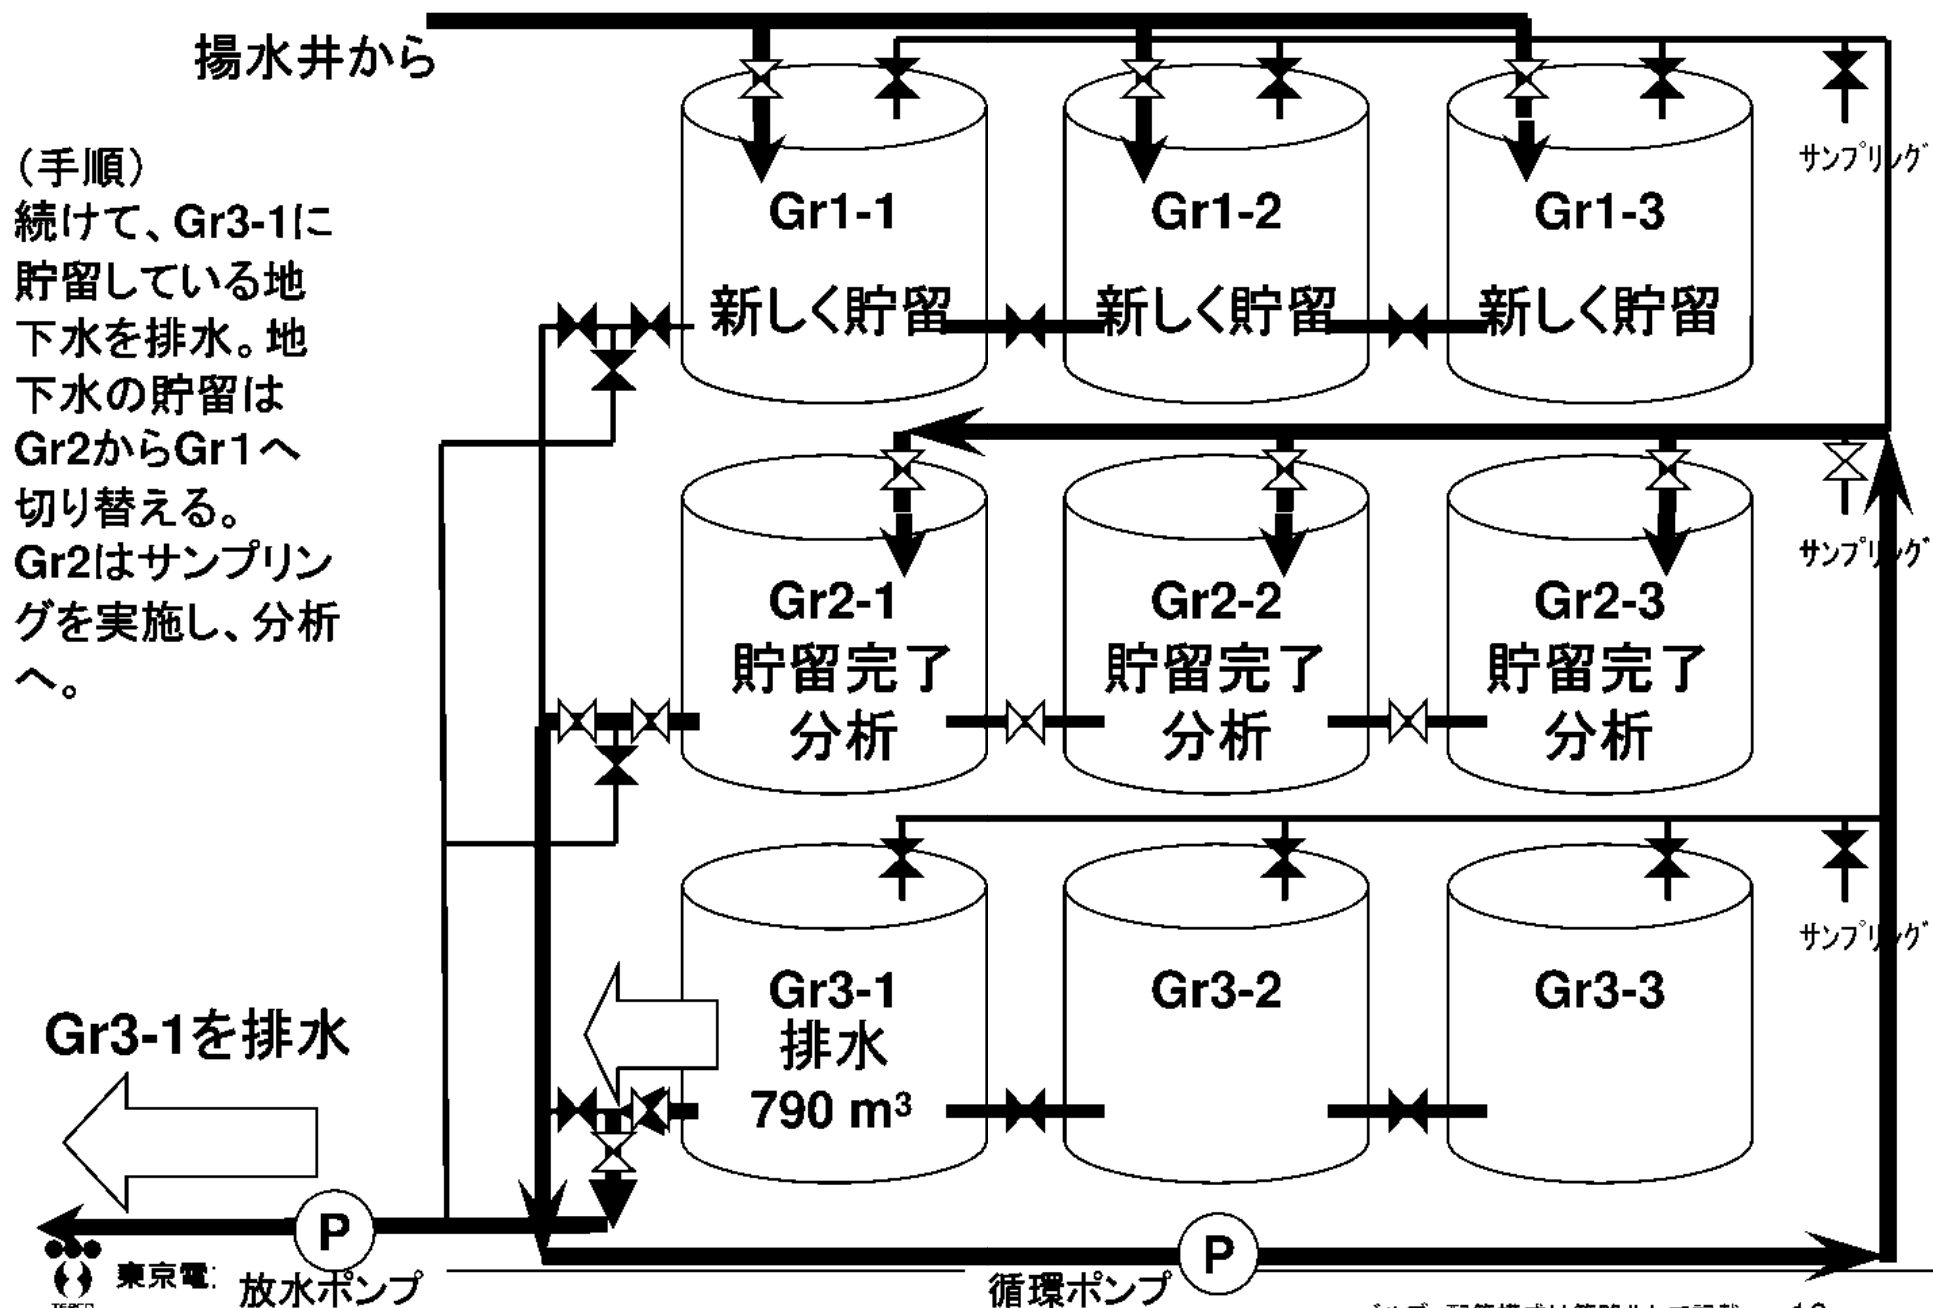 揚水井から
(手順)
続けて、Gr3-1に
貯留している地
下水を排水。地
下水の貯留は
Gr2からGr1へ
切り替える。
Gr2はサンプリン
グを実施し、分析
へ。
Gr1-1
新しく貯留
Gr1-2
新しく貯留
Gr1-3
新しく貯留
サンプリング
Gr2-1
貯留完了
分析
Gr2-2
貯留完了
分析
Gr2-3
貯留完了
分析
サンプリング
Gr3-1
排水
790 m³
Gr3-2
Gr3-3
サンプリング
Gr3-1を排水
P
P
東京電
放水ポンプ
循環ポンプ